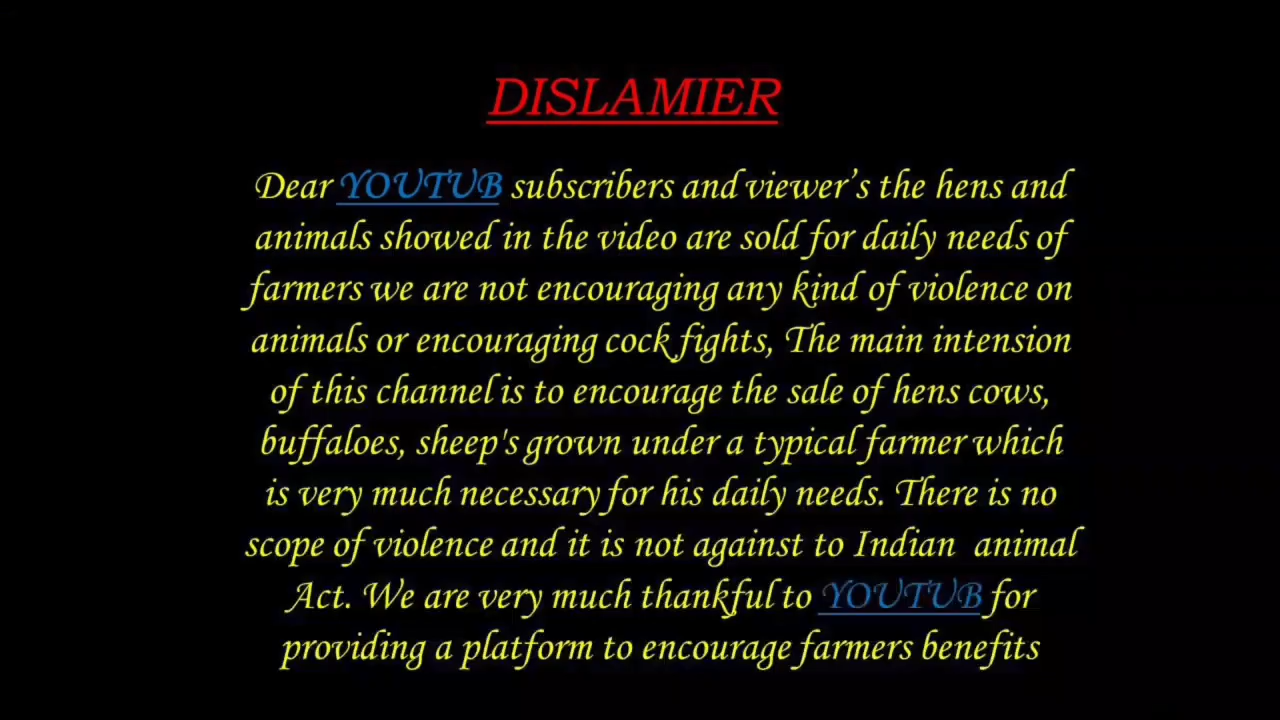 DISLAMIER
Dear YOUTUB subscribers and viewer’s the hens and
animals showed in the video are sold for daily needs of
farmers we are not encouraging any kind of violence on
animals or encouraging cock fights, The main intension
of this channel is to encourage the sale of hens cows,
buffaloes, sheep's grown under a typical farmer which
is very much necessary for his daily needs. There is no
scope of violence and it is not against to Indian animal
Act. We are very much thankful to YOUTUB for
providing a platform to encourage farmers benefits